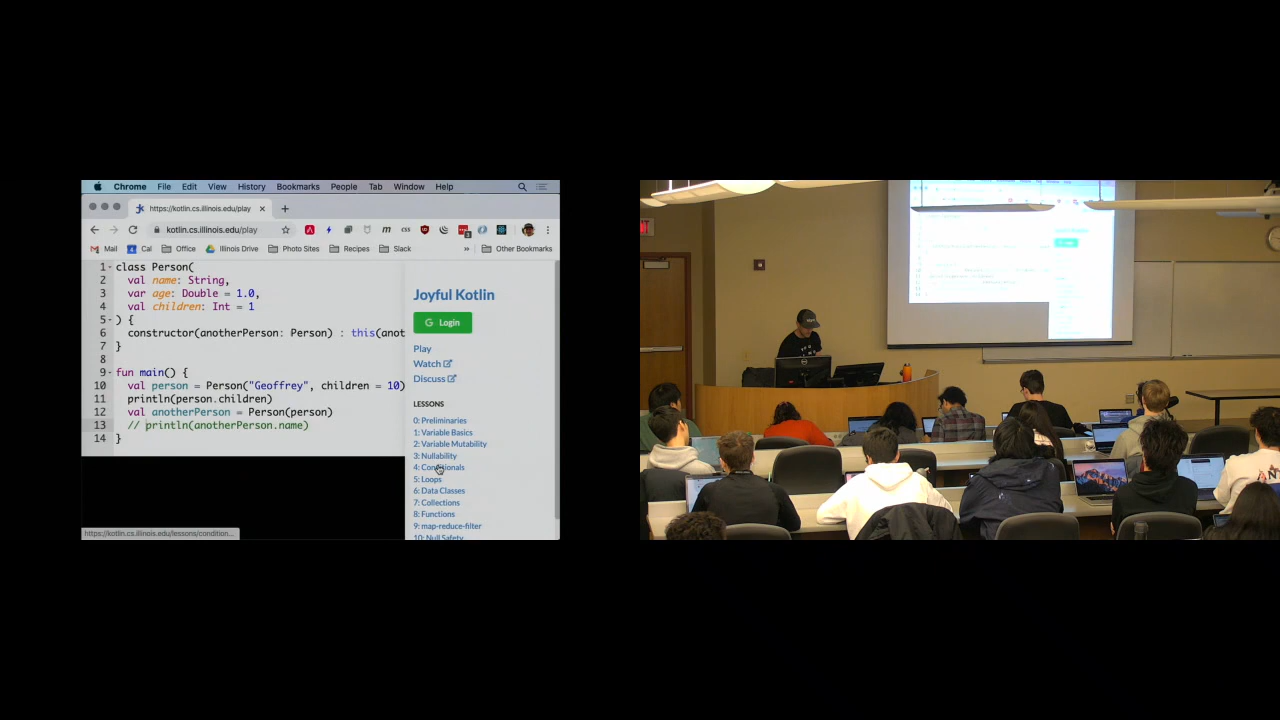 Chrome File Edit View History Bookmarks People Tab Window Help
https://kotlin.cs.illinois.edu/play
kotlin.cs.illinois.edu/play
Mail Cal Office Illinois Drive Photo Sites Recipes Slack » Other Bookmarks
1 class Person(
2 val name: String,
3 var age: Double = 1.0,
4 val children: Int = 1
5 ) {
6 constructor(anotherPerson: Person) : this(anot
7 }
8
9 fun main() {
10 val person = Person("Geoffrey", children = 10)
11 println(person.children)
12 val anotherPerson = Person(person)
13 // println(anotherPerson.name)
14 }
Joyful Kotlin
G Login
Play
Watch
Discuss
LESSONS
0: Preliminaries
1: Variable Basics
2: Variable Mutability
3: Nullability
4: Conditionals
5: Loops
6: Data Classes
7: Collections
8: Functions
9: map-reduce-filter
10: Null Safety
https://kotlin.cs.illinois.edu/lessons/condition...